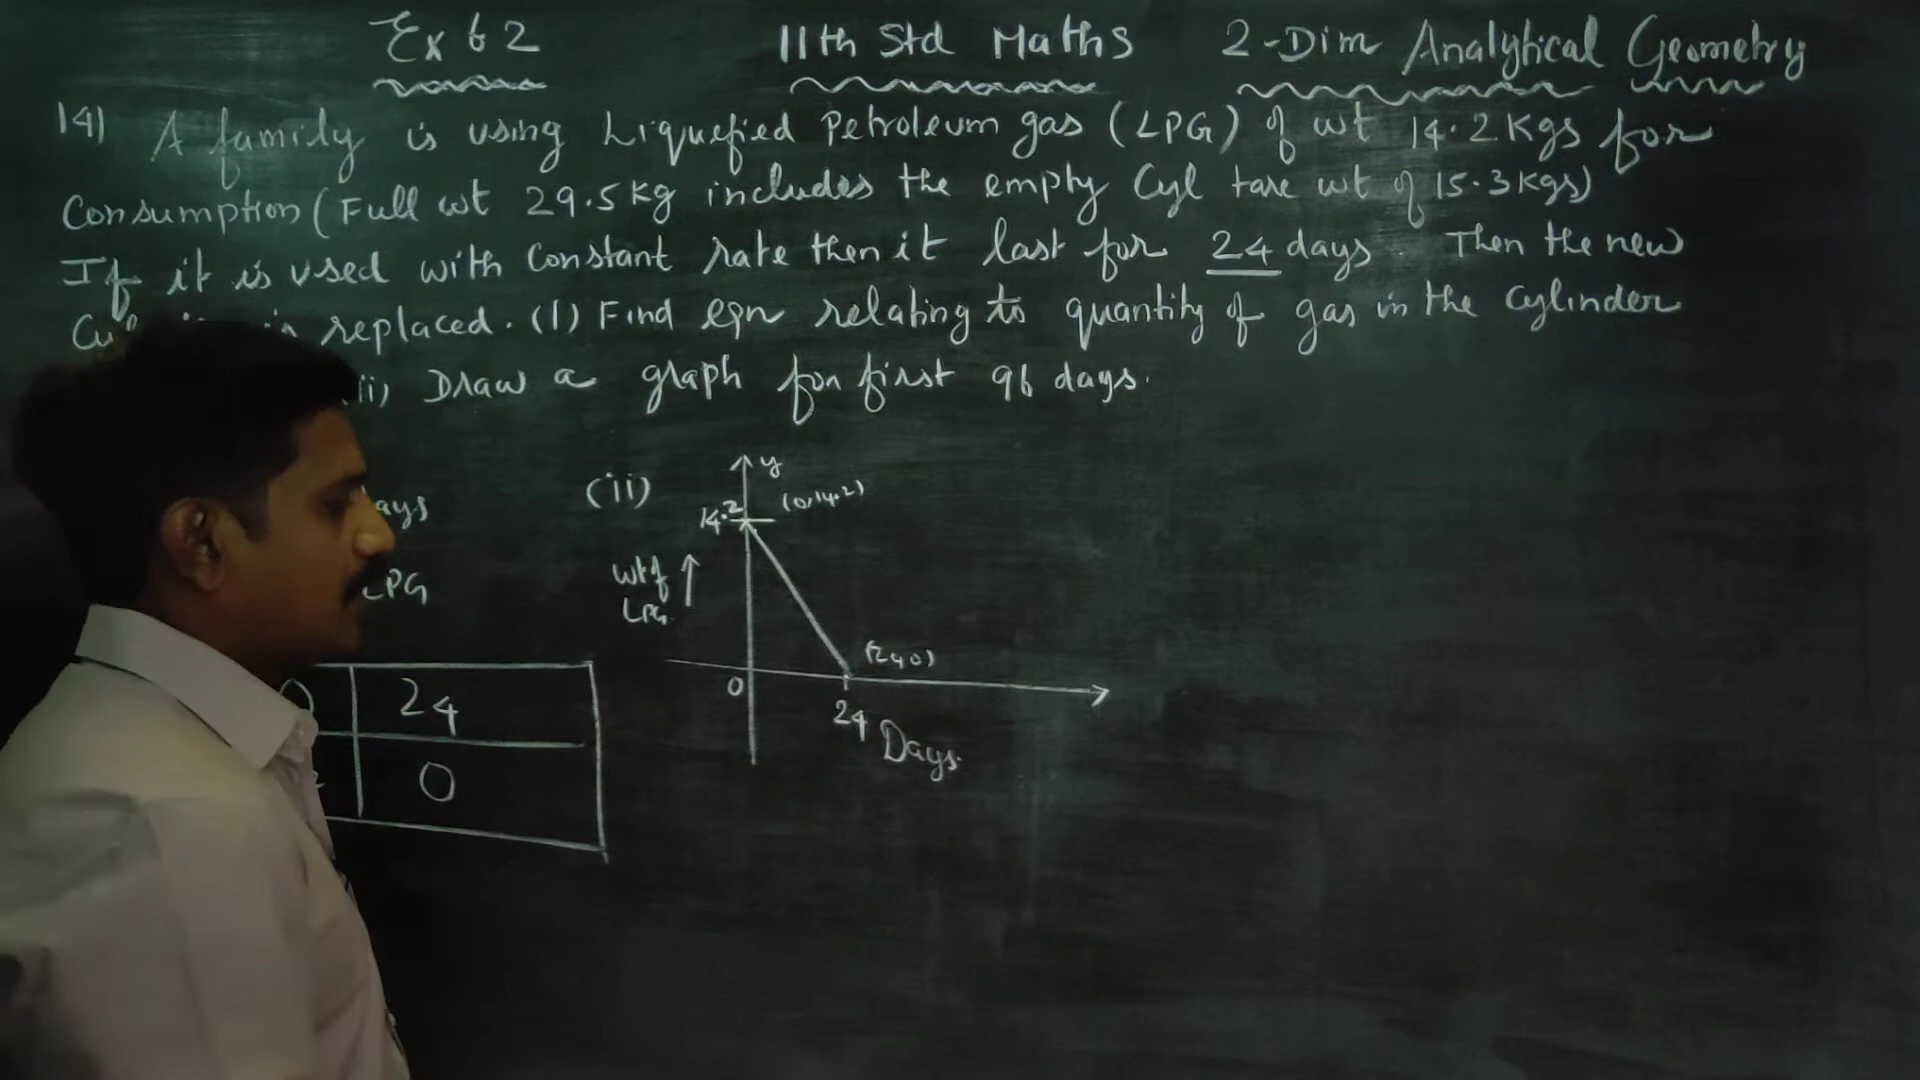 Ex 6 2 11th Std Maths 2-Dim Analytical Geometry
14) A family is using Liquefied Petroleum gas (LPG) of wt 14.2 Kgs for
Consumption (Full wt 29.5 Kg includes the empty Cyl tare wt of 15.3 Kgs)
If it is used with Constant rate then it last for 24 days. Then the new
replaced. (1) Find eqn relating to quantity of gas in the Cylinder
ii) Draw a graph for first 96 days.
(ii)
y
14.2
(0,14.2)
ays
wt of
LPG
LPG
(24 0)
0
24
Days.
24
0